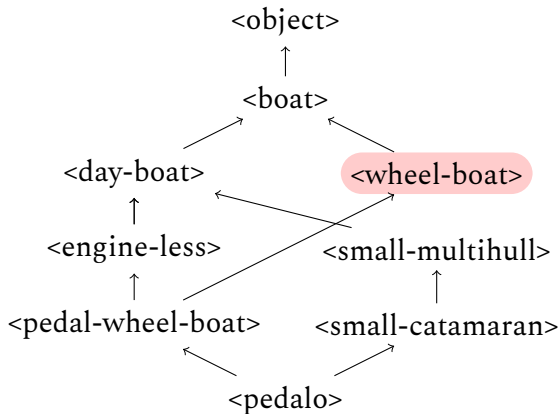 <object>
<boat>
<day-boat> <wheel-boat>
<engine-less> <small-multihull>
<pedal-wheel-boat> <small-catamaran>
<pedalo>